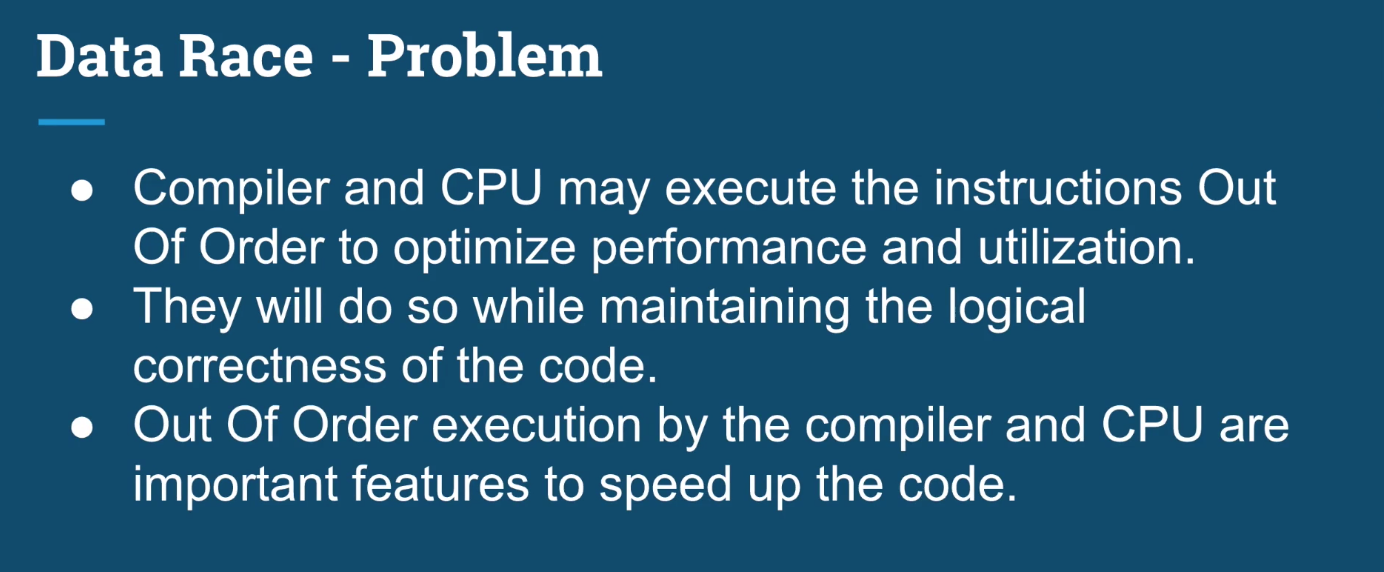 Data Race - Problem
● Compiler and CPU may execute the instructions Out
Of Order to optimize performance and utilization.
● They will do so while maintaining the logical
correctness of the code.
● Out Of Order execution by the compiler and CPU are
important features to speed up the code.